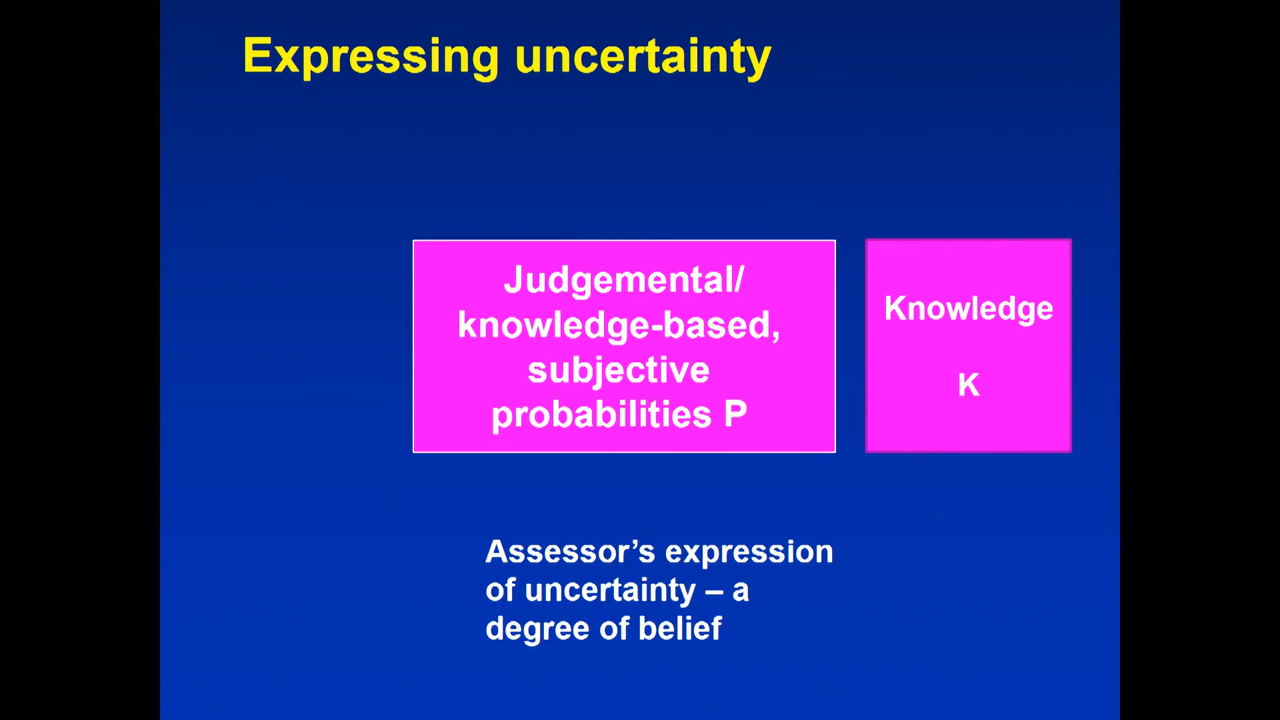 Expressing uncertainty
Judgemental/
knowledge-based,
subjective
probabilities P
Knowledge
K
Assessor’s expression
of uncertainty – a
degree of belief